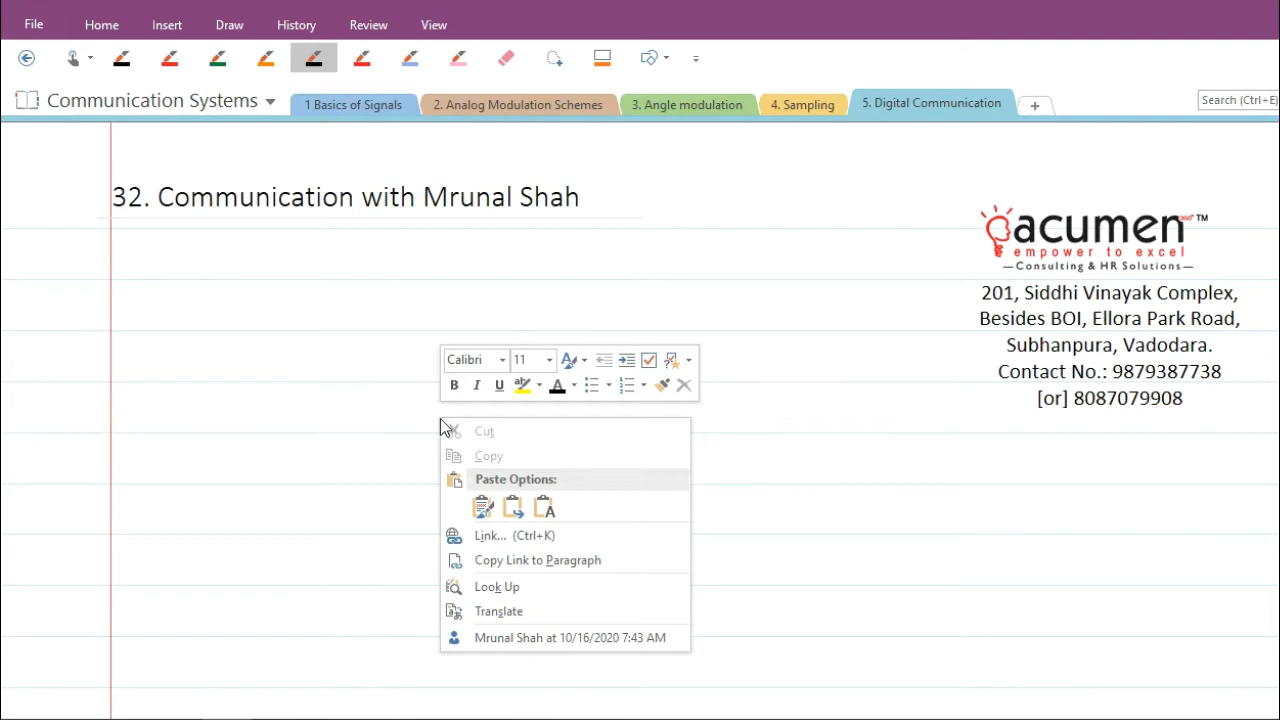 File Home Insert Draw History Review View
Communication Systems 1 Basics of Signals 2. Analog Modulation Schemes 3. Angle modulation 4. Sampling 5. Digital Communication + Search (Ctrl+E)
32. Communication with Mrunal Shah
acumen TM
empower to excel
Consulting & HR Solutions
201, Siddhi Vinayak Complex,
Besides BOI, Ellora Park Road,
Subhanpura, Vadodara.
Contact No.: 9879387738
[or] 8087079908
Calibri 11
B I U A
Cut
Copy
Paste Options:
Link... (Ctrl+K)
Copy Link to Paragraph
Look Up
Translate
Mrunal Shah at 10/16/2020 7:43 AM